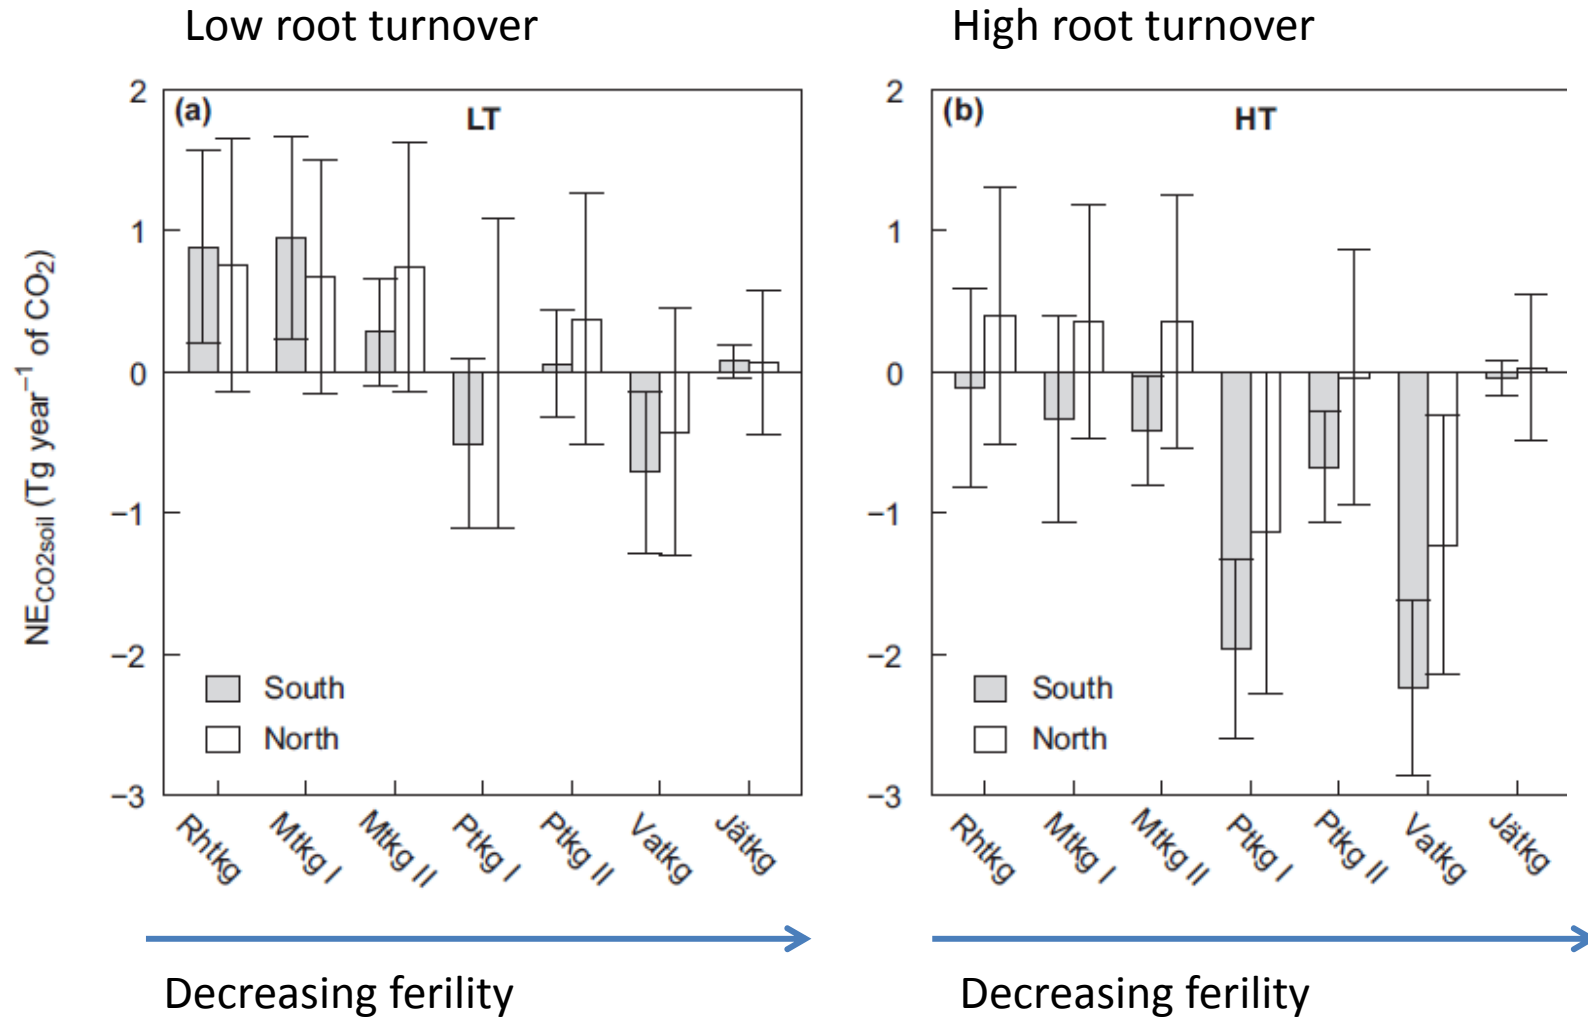 Low root turnover
High root turnover
(a) LT
(b) HT
NECO2soil (Tg year−1 of CO2)
2
1
0
−1
−2
−3
2
1
0
−1
−2
−3
South
North
South
North
Rhtkg
Mtkg I
Mtkg II
Ptkg I
Ptkg II
Vatkg
Jätkg
Rhtkg
Mtkg I
Mtkg II
Ptkg I
Ptkg II
Vatkg
Jätkg
Decreasing ferility
Decreasing ferility